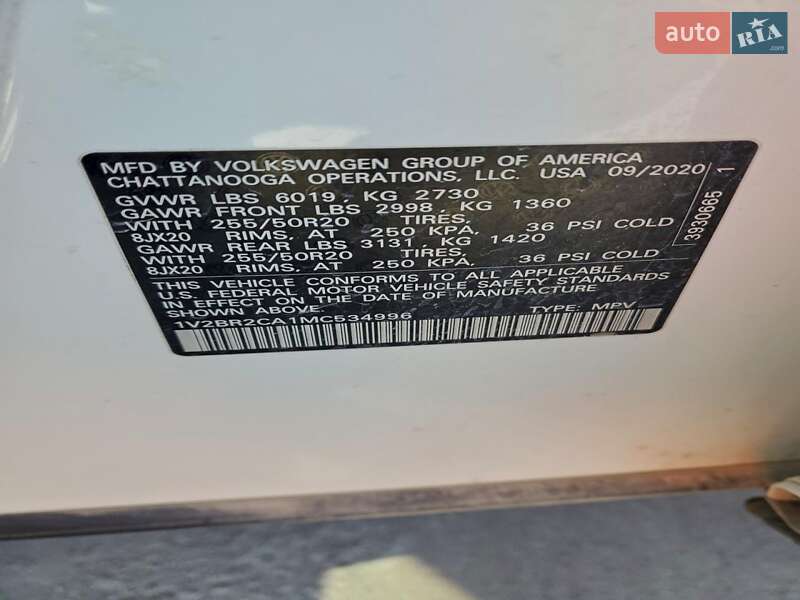 auto RIA .com
MFD BY VOLKSWAGEN GROUP OF AMERICA
CHATTANOOGA OPERATIONS, LLC. USA 09/2020
GVWR LBS 6019, KG 2730
GAWR FRONT LBS 2998, KG 1360
WITH 255/50R20 TIRES,
8JX20 RIMS, AT 250 KPA, 36 PSI COLD
GAWR REAR LBS 3131, KG 1420
WITH 255/50R20 TIRES,
8JX20 RIMS, AT 250 KPA, 36 PSI COLD
THIS VEHICLE CONFORMS TO ALL APPLICABLE
U.S. FEDERAL MOTOR VEHICLE SAFETY STANDARDS
IN EFFECT ON THE DATE OF MANUFACTURE
SHOWN ABOVE.
1V2BR2CA1MC534996 TYPE: MPV
3930665 1